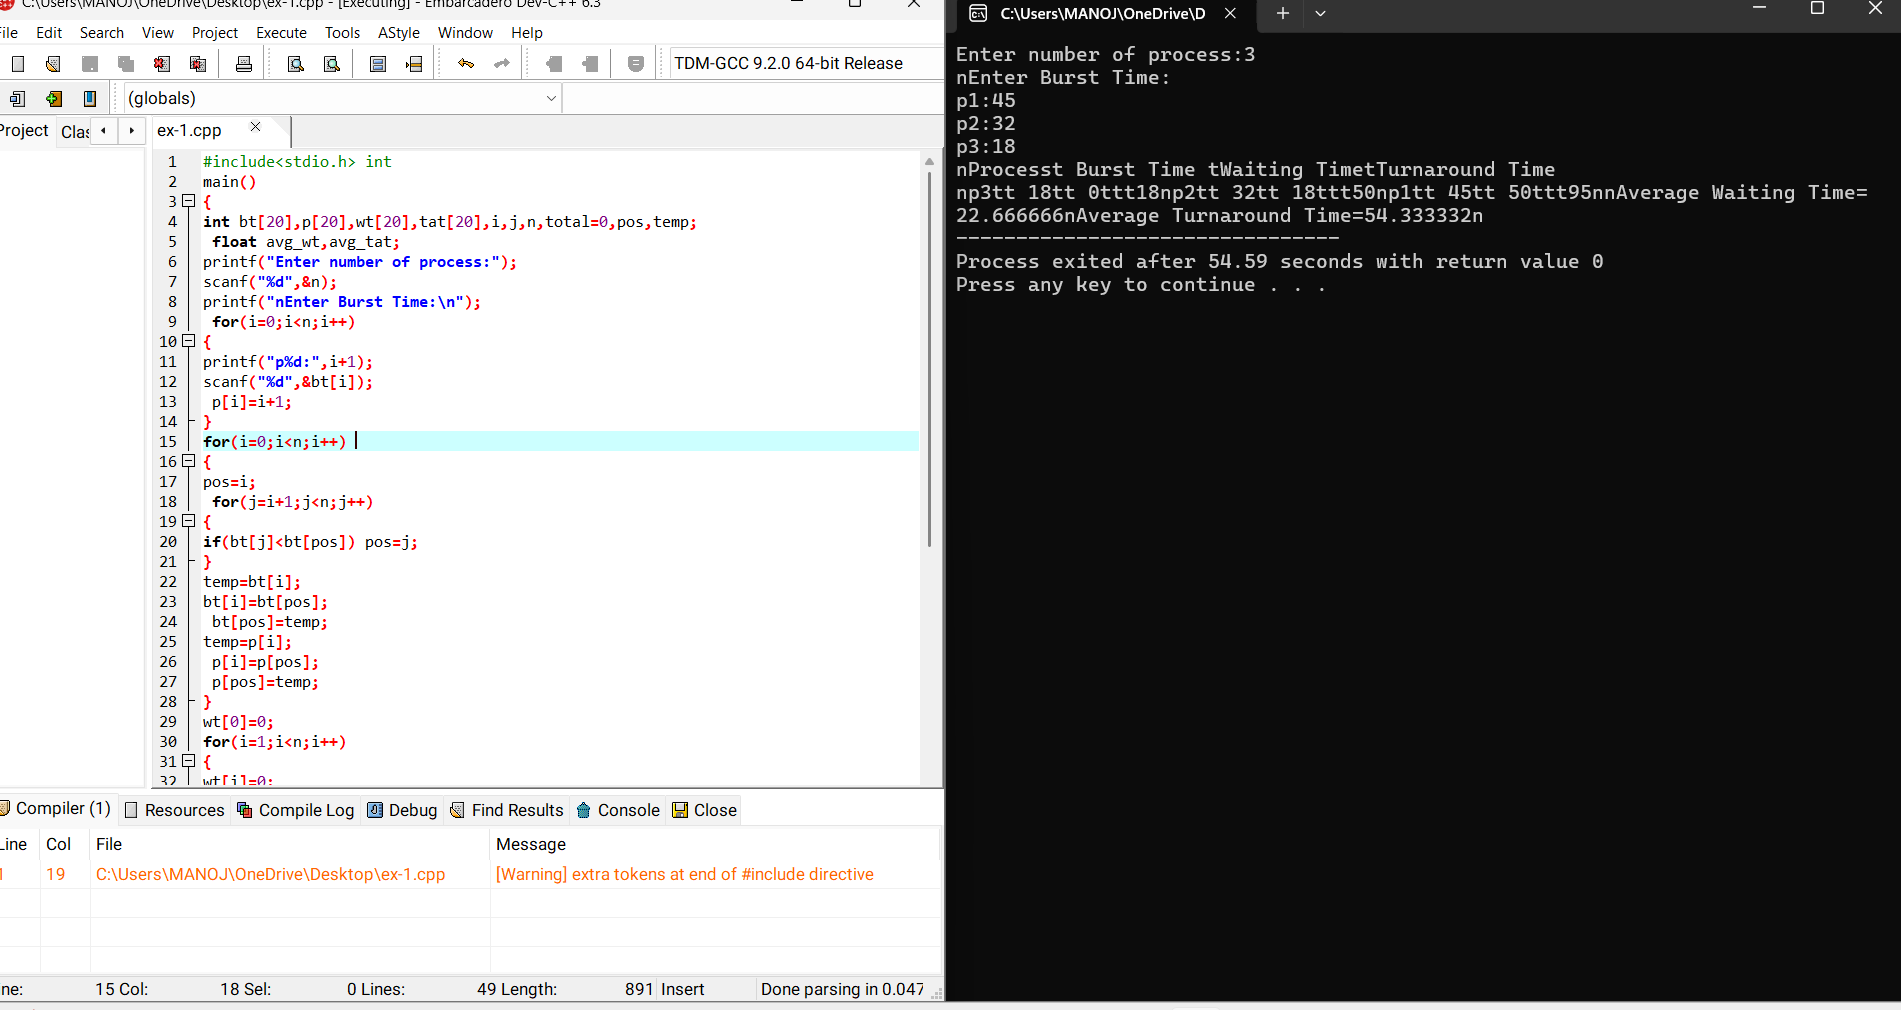 C:\Users\MANOJ\OneDrive\Desktop\ex-1.cpp - [Executing] - Embarcadero Dev-C++ 6.3
File Edit Search View Project Execute Tools AStyle Window Help
TDM-GCC 9.2.0 64-bit Release
(globals)
Project Clas
ex-1.cpp
1 #include<stdio.h> int
2 main()
3 {
4 int bt[20],p[20],wt[20],tat[20],i,j,n,total=0,pos,temp;
5 float avg_wt,avg_tat;
6 printf("Enter number of process:");
7 scanf("%d",&n);
8 printf("nEnter Burst Time:\n");
9 for(i=0;i<n;i++)
10 {
11 printf("p%d:",i+1);
12 scanf("%d",&bt[i]);
13 p[i]=i+1;
14 }
15 for(i=0;i<n;i++)
16 {
17 pos=i;
18 for(j=i+1;j<n;j++)
19 {
20 if(bt[j]<bt[pos]) pos=j;
21 }
22 temp=bt[i];
23 bt[i]=bt[pos];
24 bt[pos]=temp;
25 temp=p[i];
26 p[i]=p[pos];
27 p[pos]=temp;
28 }
29 wt[0]=0;
30 for(i=1;i<n;i++)
31 {
32 wt[i]=0;
Compiler (1) Resources Compile Log Debug Find Results Console Close
Line Col File Message
1 19 C:\Users\MANOJ\OneDrive\Desktop\ex-1.cpp [Warning] extra tokens at end of #include directive
ne: 15 Col: 18 Sel: 0 Lines: 49 Length: 891 Insert Done parsing in 0.047
C:\Users\MANOJ\OneDrive\D
Enter number of process:3
nEnter Burst Time:
p1:45
p2:32
p3:18
nProcesst Burst Time tWaiting TimetTurnaround Time
np3tt 18tt 0ttt18np2tt 32tt 18ttt50np1tt 45tt 50ttt95nnAverage Waiting Time=
22.666666nAverage Turnaround Time=54.333332n
--------------------------------
Process exited after 54.59 seconds with return value 0
Press any key to continue . . .